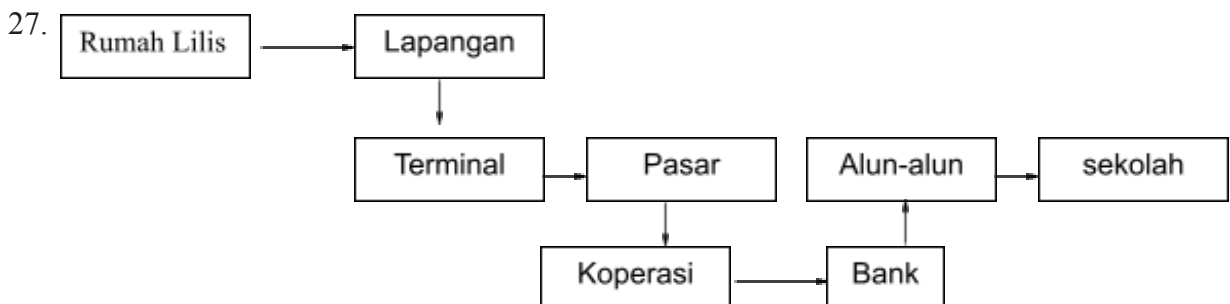 27. Rumah Lilis Lapangan
Terminal Pasar Alun-alun sekolah
Koperasi Bank